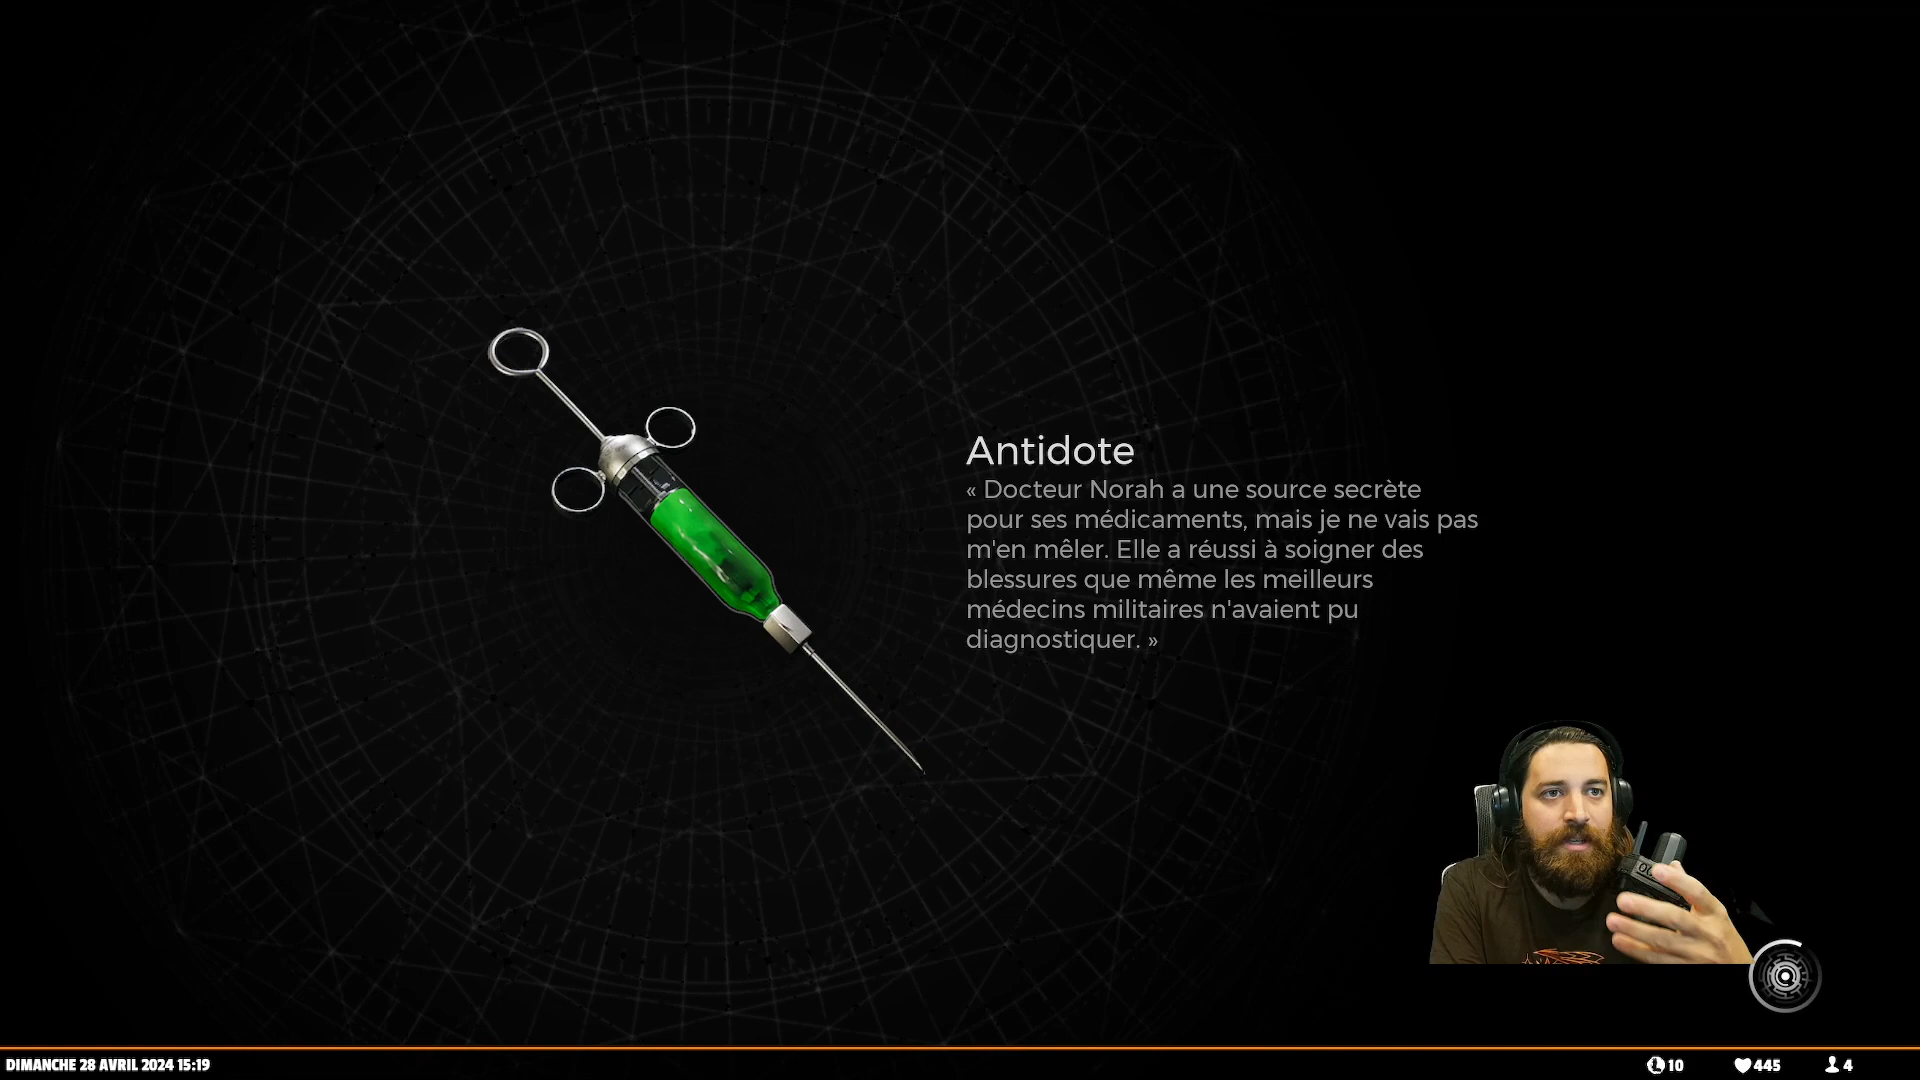 Antidote
« Docteur Norah a une source secrète
pour ses médicaments, mais je ne vais pas
m'en mêler. Elle a réussi à soigner des
blessures que même les meilleurs
médecins militaires n'avaient pu
diagnostiquer. »
DIMANCHE 28 AVRIL 2024 15:19
10
445
4